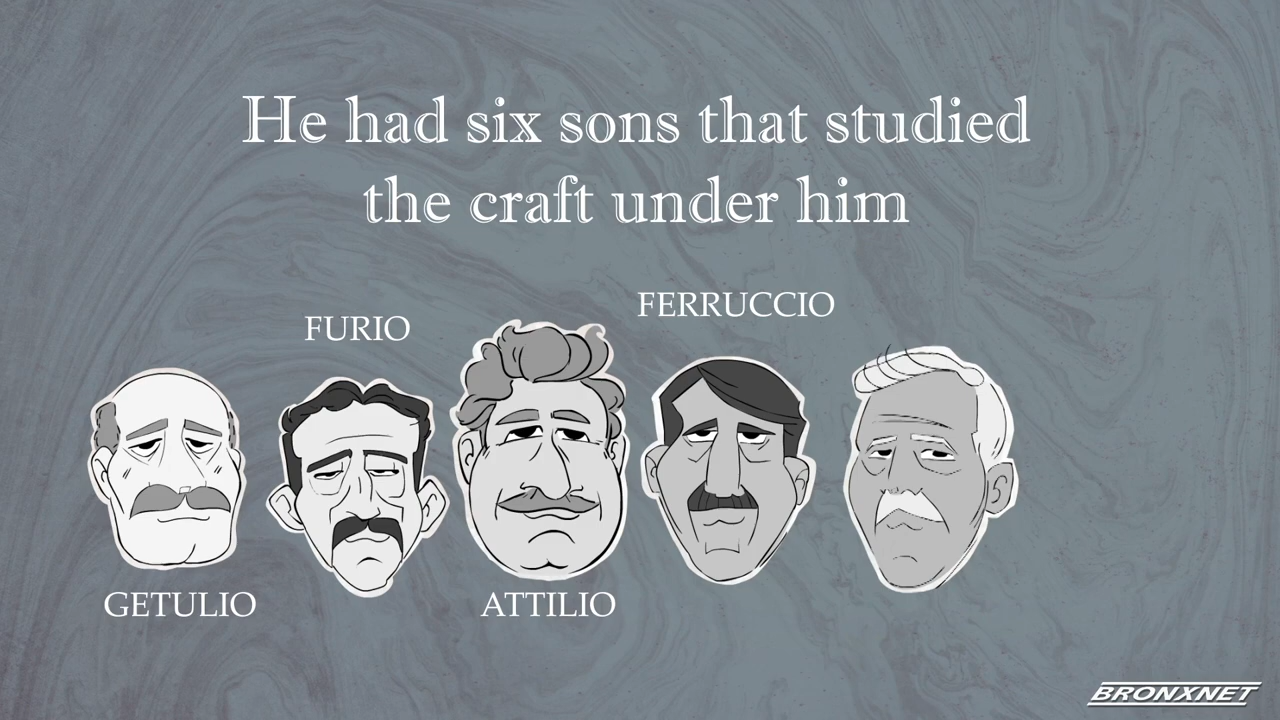 He had six sons that studied
the craft under him
FERRUCCIO
FURIO
GETULIO
ATTILIO
BRONXNET